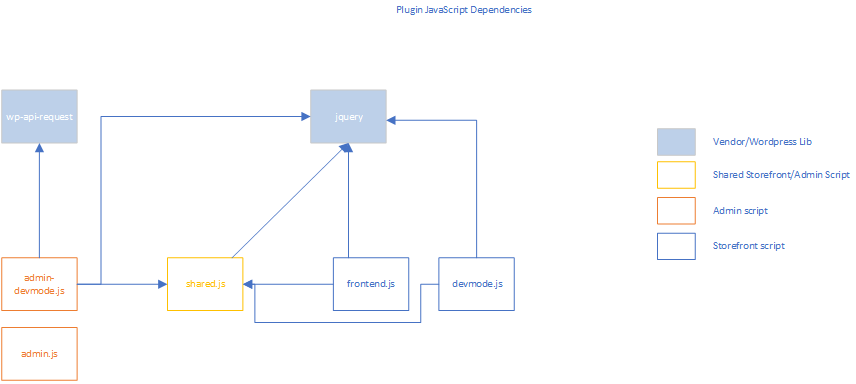 Plugin JavaScript Dependencies
wp-api-request
jquery
Vendor/Wordpress Lib
Shared Storefront/Admin Script
Admin script
Storefront script
admin-
devmode.js
shared.js
frontend.js
devmode.js
admin.js